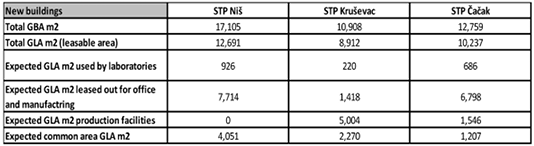 New buildings STP Niš STP Kruševac STP Čačak
Total GBA m2 17,105 10,908 12,759
Total GLA m2 (leasable area) 12,691 8,912 10,237
Expected GLA m2 used by laboratories 926 220 686
Expected GLA m2 leased out for office
and manufactring 7,714 1,418 6,798
Expected GLA m2 production facilities 0 5,004 1,546
Expected common area GLA m2 4,051 2,270 1,207